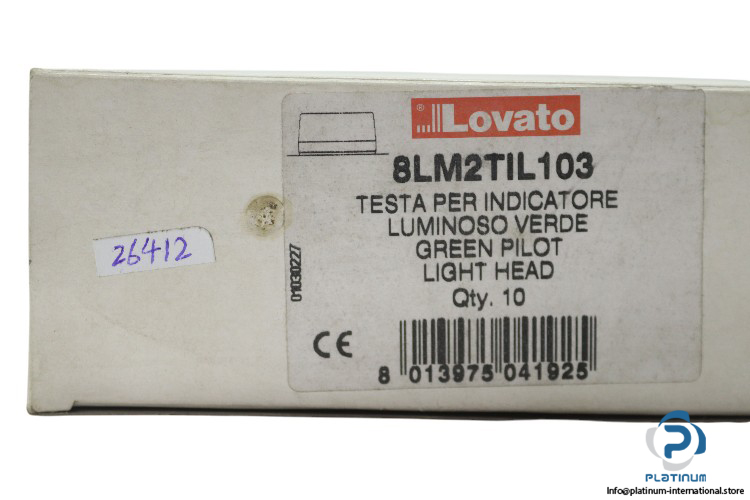 ® Lovato
8LM2TIL103
TESTA PER INDICATORE
LUMINOSO VERDE
GREEN PILOT
LIGHT HEAD
Qty. 10
01030227
26412
CE
8 013975 041925
PLATINUM
Info@platinum-international.store